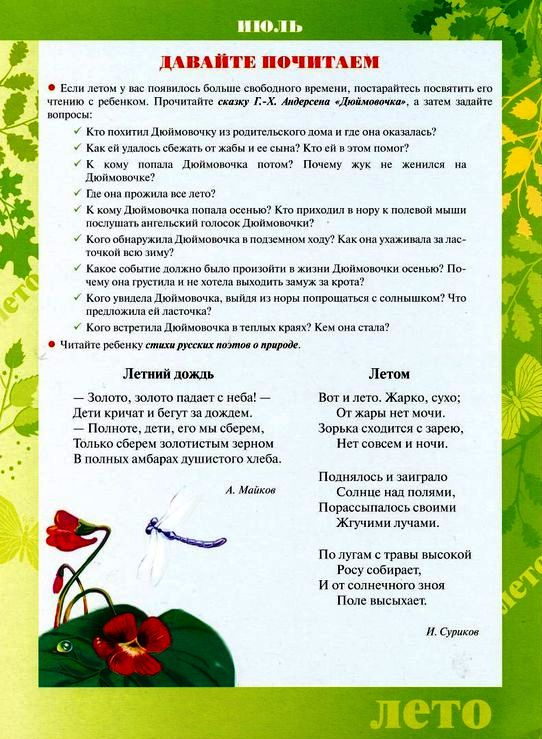 ИЮЛЬ
ДАВАЙТЕ ПОЧИТАЕМ
● Если летом у вас появилось больше свободного времени, постарайтесь посвятить его
чтению с ребенком. Прочитайте сказку Г.-Х. Андерсена «Дюймовочка», а затем задайте
вопросы:
✓ Кто похитил Дюймовочку из родительского дома и где она оказалась?
✓ Как ей удалось сбежать от жабы и ее сына? Кто ей в этом помог?
✓ К кому попала Дюймовочка потом? Почему жук не женился на
Дюймовочке?
✓ Где она прожила все лето?
✓ К кому Дюймовочка попала осенью? Кто приходил в нору к полевой мыши
послушать ангельский голосок Дюймовочки?
✓ Кого обнаружила Дюймовочка в подземном ходу? Как она ухаживала за лас-
точкой всю зиму?
✓ Какое событие должно было произойти в жизни Дюймовочки осенью? По-
чему она грустила и не хотела выходить замуж за крота?
✓ Кого увидела Дюймовочка, выйдя из норы попрощаться с солнышком? Что
предложила ей ласточка?
✓ Кого встретила Дюймовочка в теплых краях? Кем она стала?
● Читайте ребенку стихи русских поэтов о природе.
Летний дождь
— Золото, золото падает с неба! —
Дети кричат и бегут за дождем.
— Полноте, дети, его мы сберем,
Только сберем золотистым зерном
В полных амбарах душистого хлеба.
А. Майков
Летом
Вот и лето. Жарко, сухо;
От жары нет мочи.
Зорька сходится с зарею,
Нет совсем и ночи.
Поднялось и заиграло
Солнце над полями,
Порассыпалось своими
Жгучими лучами.
По лугам с травы высокой
Росу собирает,
И от солнечного зноя
Поле высыхает.
И. Суриков
лето
лето
лето